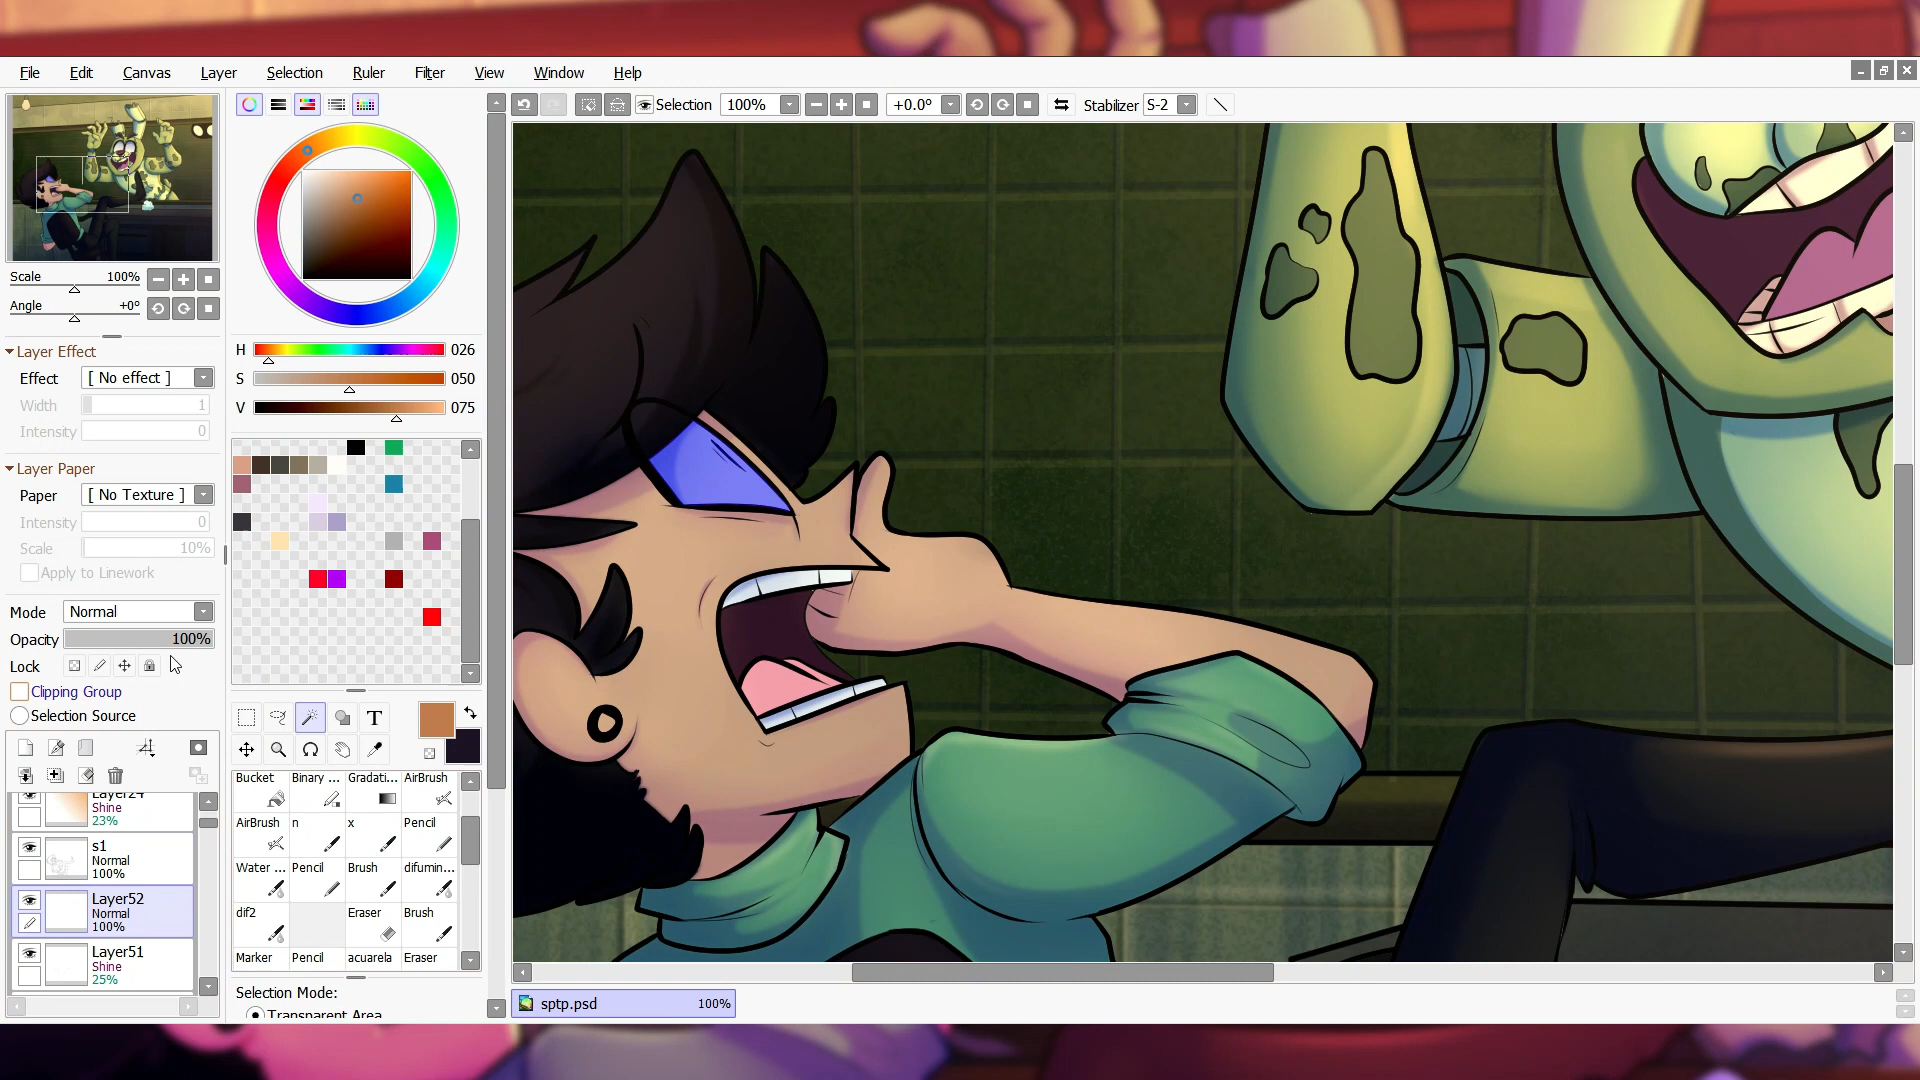 File Edit Canvas Layer Selection Ruler Filter View Window Help
Selection 100% +0.0° Stabilizer S-2
Scale 100%
Angle +0°
Layer Effect
Effect [ No effect ]
Width 1
Intensity 0
Layer Paper
Paper [ No Texture ]
Intensity 0
Scale 10%
Apply to Linework
Mode Normal
Opacity 100%
Lock
Clipping Group
Selection Source
Layer24
Shine
23%
s1
Normal
100%
Layer52
Normal
100%
Layer51
Shine
25%
H 026
S 050
V 075
T
Bucket Binary ... Gradati... AirBrush
AirBrush n x Pencil
Water ... Pencil Brush difumin...
dif2 Eraser Brush
Marker Pencil acuarela Eraser
Selection Mode:
Transparent Area
sptp.psd 100%